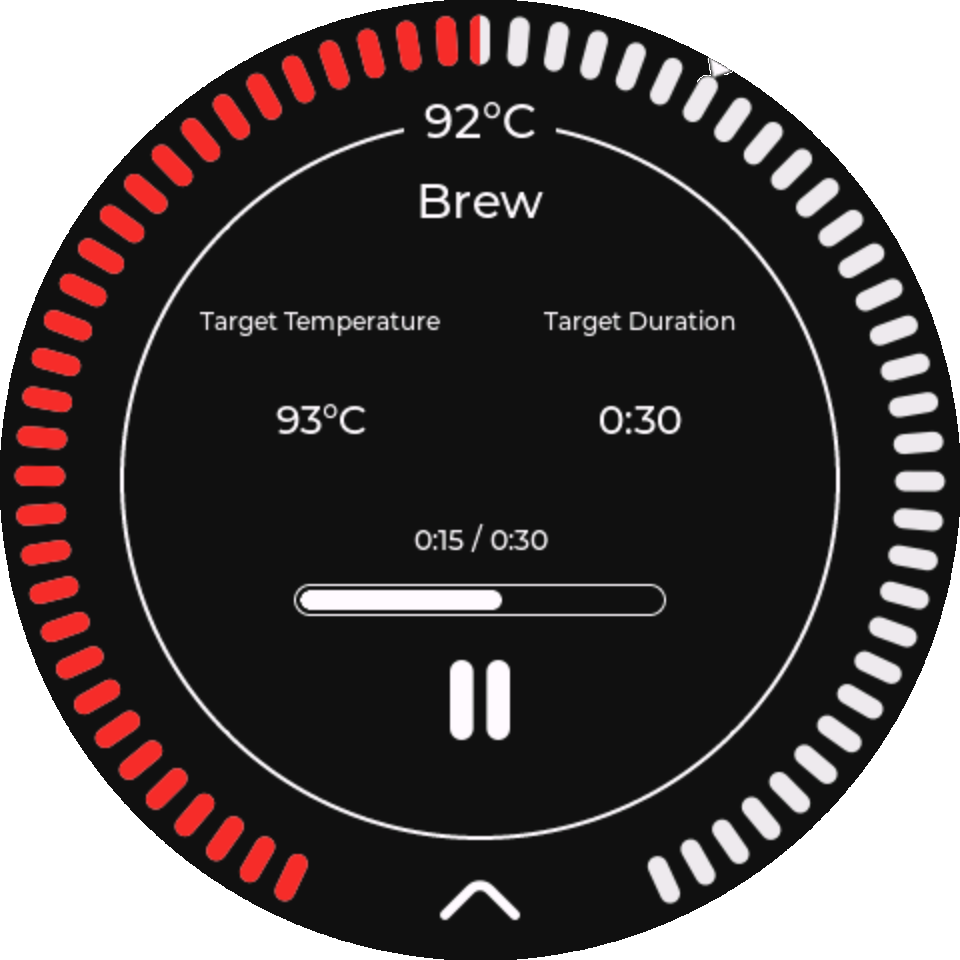 92°C
Brew
Target Temperature
Target Duration
93°C
0:30
0:15 / 0:30